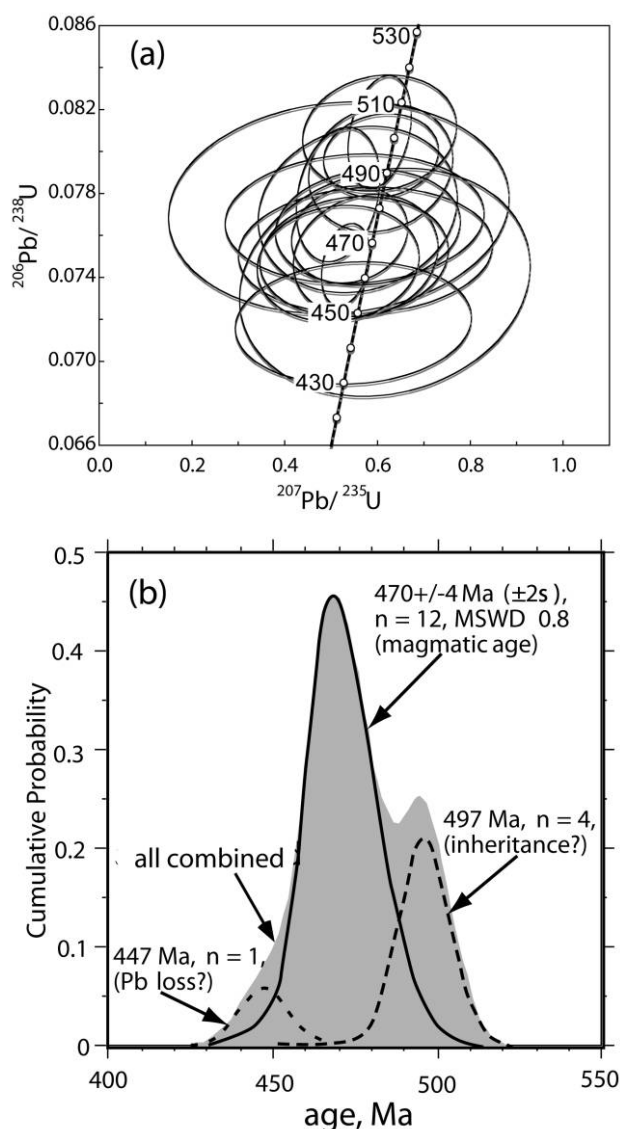 (a)
0.086
0.082
0.078
0.074
0.070
0.066
206Pb/ 238U
530
510
490
470
450
430
0.0 0.2 0.4 0.6 0.8 1.0
207Pb/ 235U
(b)
0.5
0.4
0.3
0.2
0.1
0
Cumulative Probability
470+/-4 Ma (±2s),
n = 12, MSWD 0.8
(magmatic age)
497 Ma, n = 4,
(inheritance?)
all combined
447 Ma, n = 1,
(Pb loss?)
400 450 500 550
age, Ma